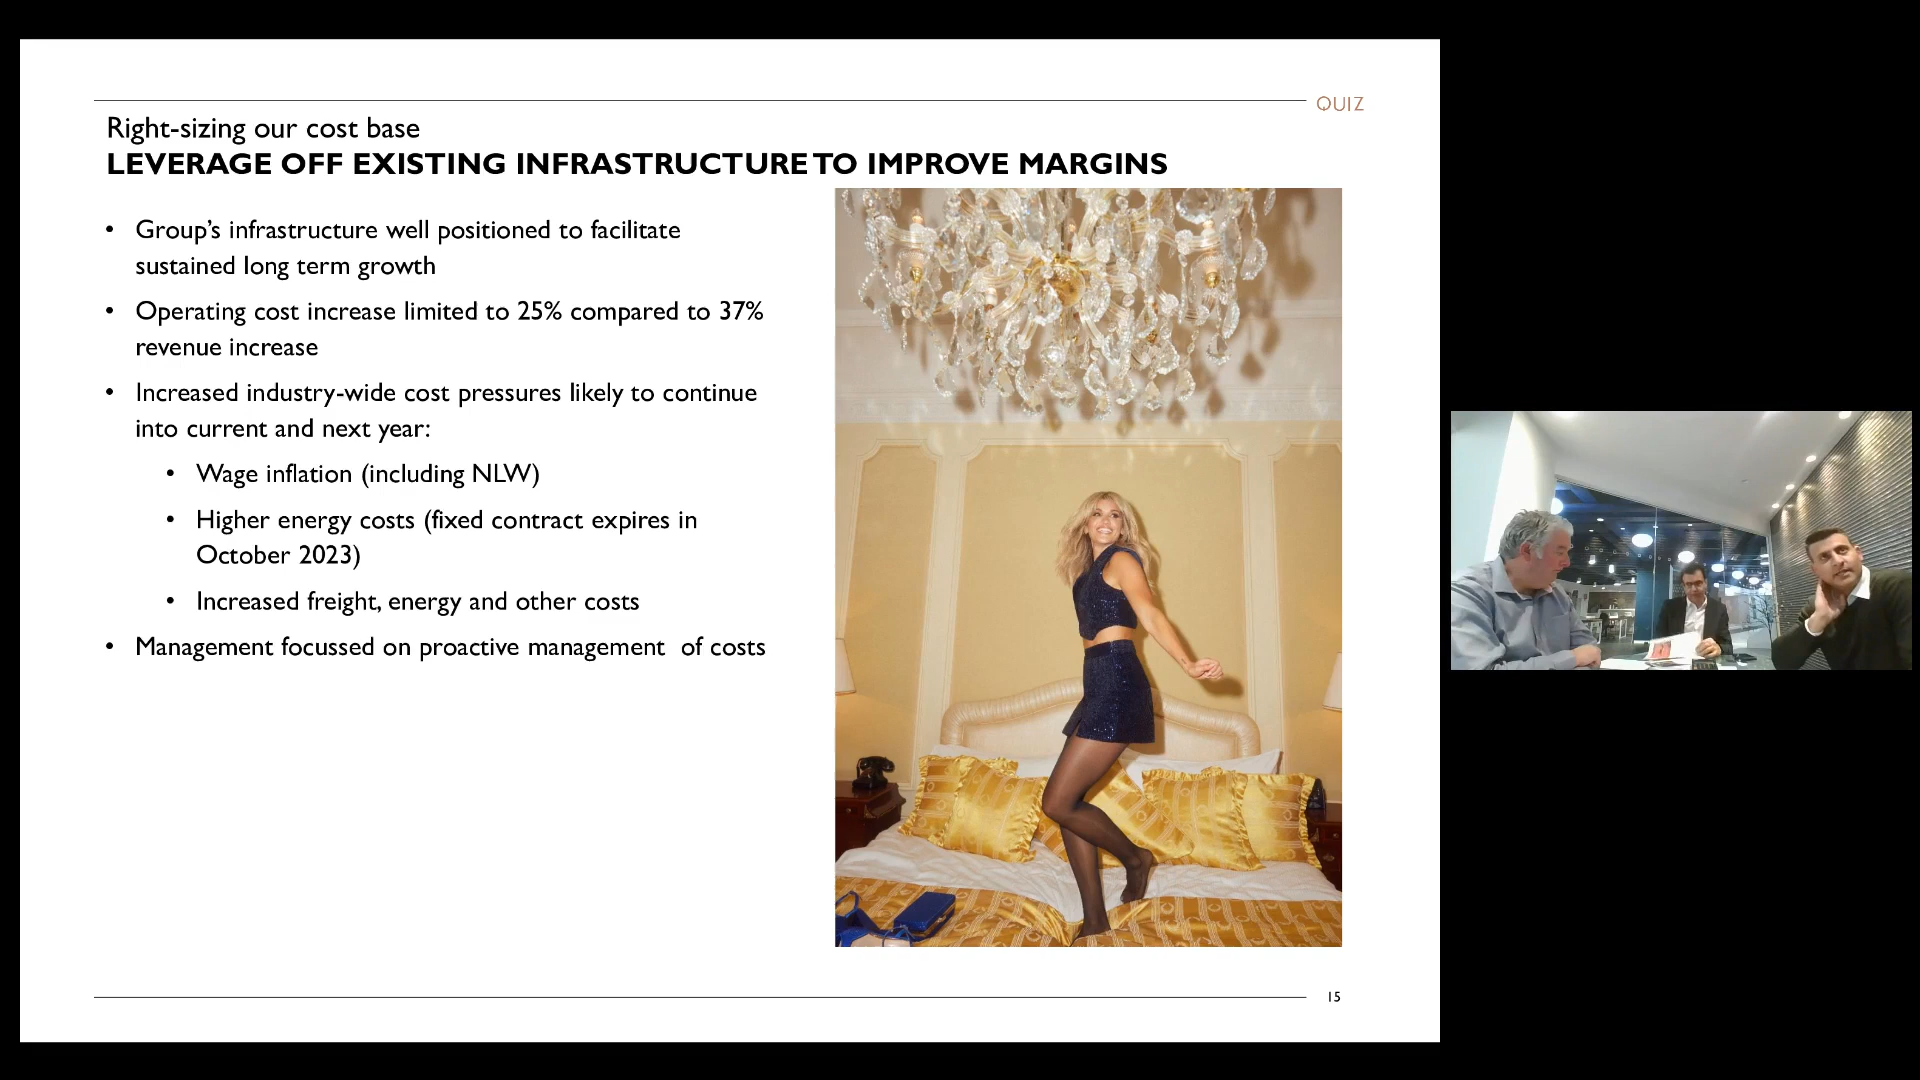 QUIZ
Right-sizing our cost base
LEVERAGE OFF EXISTING INFRASTRUCTURE TO IMPROVE MARGINS
• Group’s infrastructure well positioned to facilitate
sustained long term growth
• Operating cost increase limited to 25% compared to 37%
revenue increase
• Increased industry-wide cost pressures likely to continue
into current and next year:
• Wage inflation (including NLW)
• Higher energy costs (fixed contract expires in
October 2023)
• Increased freight, energy and other costs
• Management focussed on proactive management  of costs
15